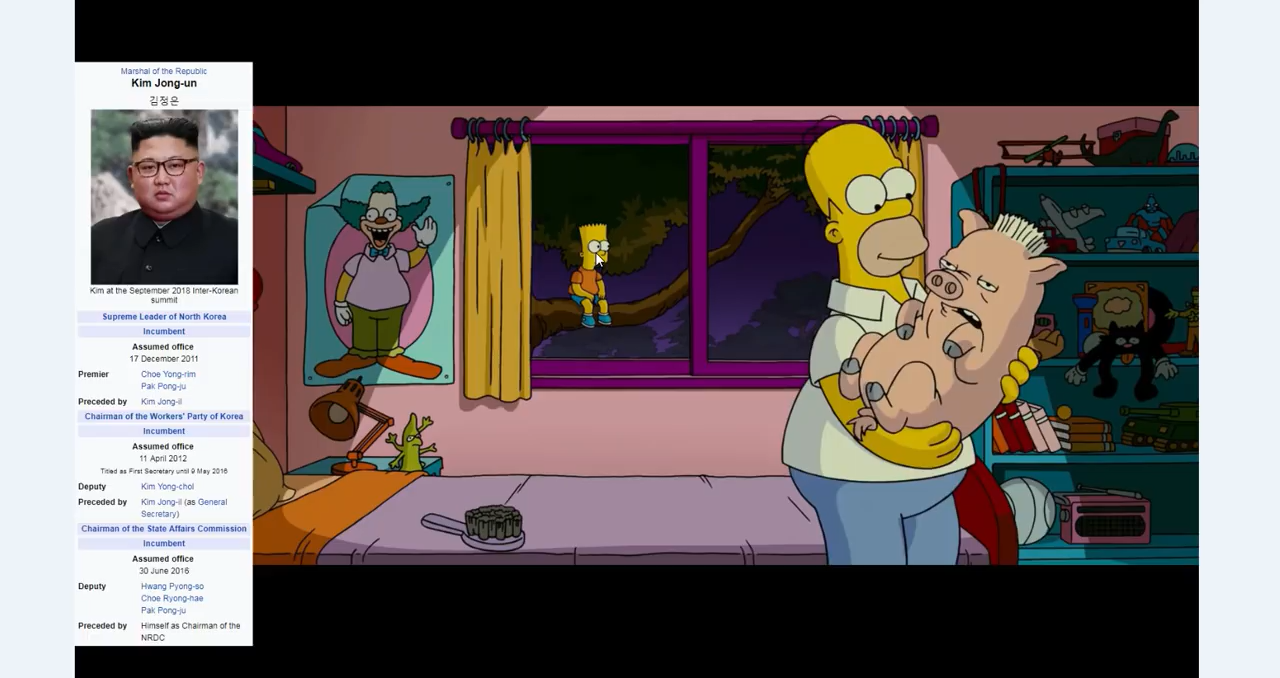 Marshal of the Republic
Kim Jong-un
김정은
Kim at the September 2018 Inter-Korean
summit
Supreme Leader of North Korea
Incumbent
Assumed office
17 December 2011
Premier Choe Yong-rim
Pak Pong-ju
Preceded by Kim Jong-il
Chairman of the Workers' Party of Korea
Incumbent
Assumed office
11 April 2012
Titled as First Secretary until 9 May 2016
Deputy Kim Yong-chol
Preceded by Kim Jong-il (as General
Secretary)
Chairman of the State Affairs Commission
Incumbent
Assumed office
30 June 2016
Deputy Hwang Pyong-so
Choe Ryong-hae
Pak Pong-ju
Preceded by Himself as Chairman of the
NRDC